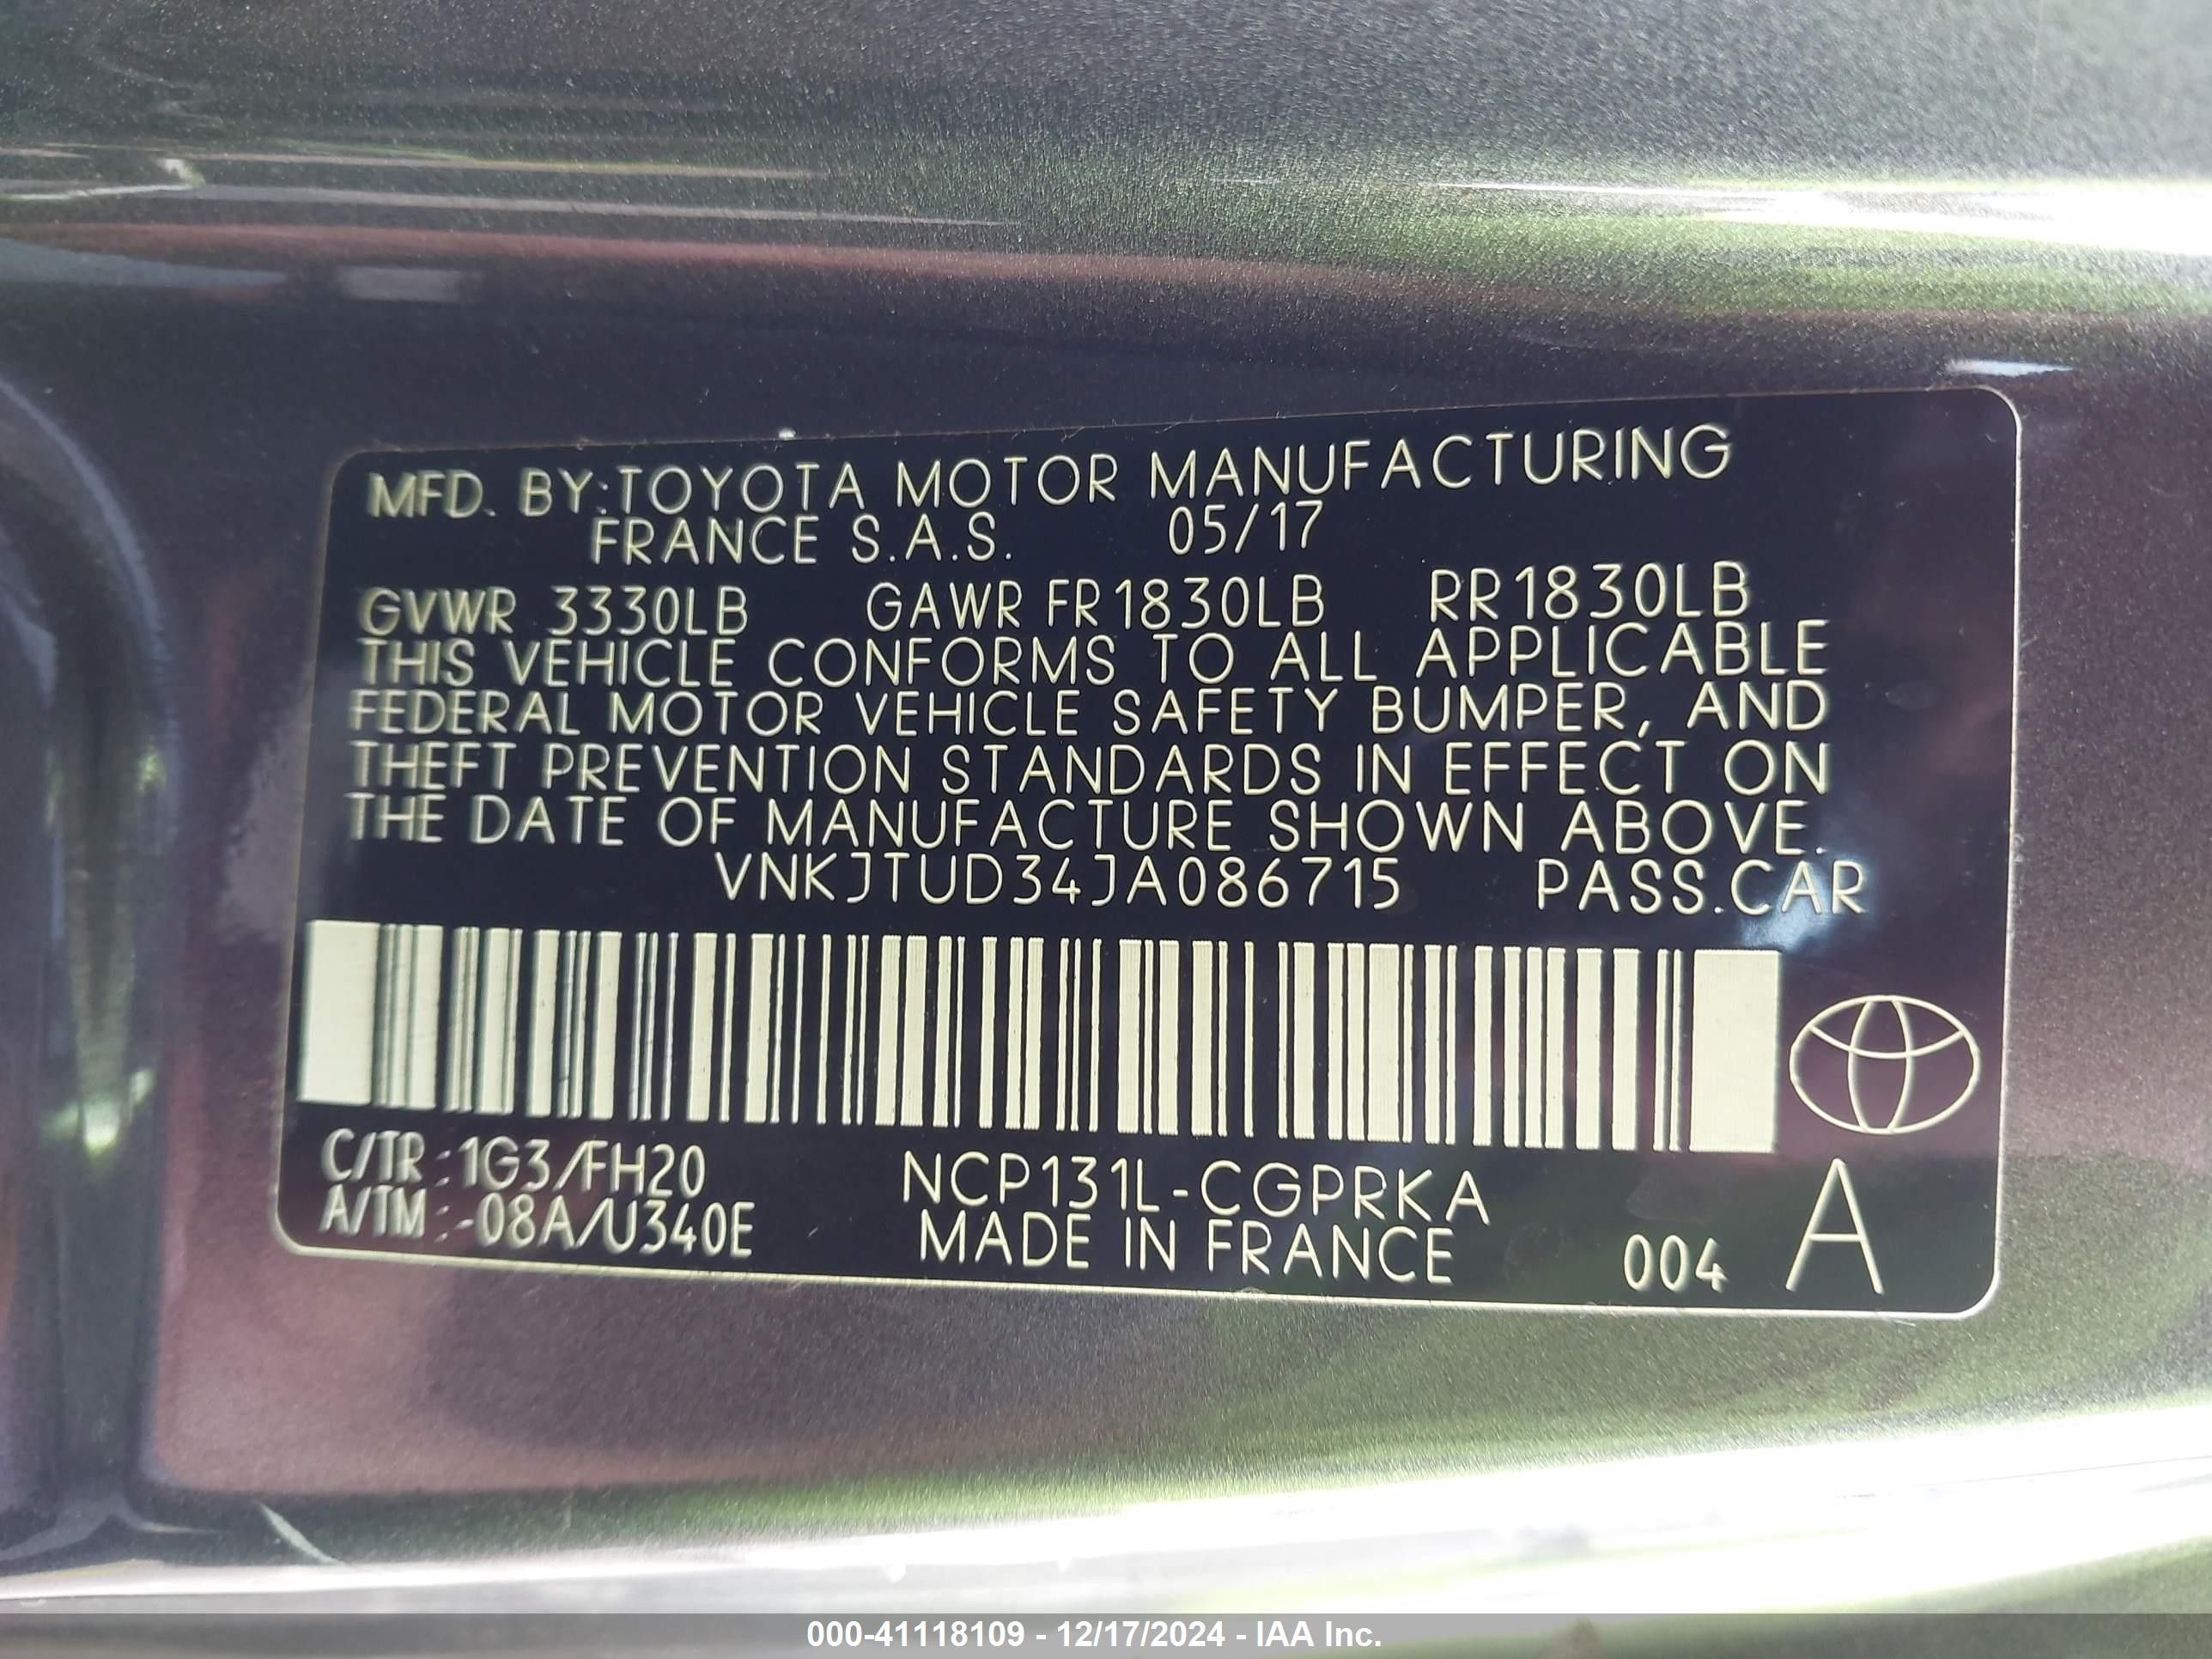 MFD. BY:TOYOTA MOTOR MANUFACTURING
FRANCE S.A.S. 05/17
GVWR 3330LB GAWR FR1830LB RR1830LB
THIS VEHICLE CONFORMS TO ALL APPLICABLE
FEDERAL MOTOR VEHICLE SAFETY BUMPER, AND
THEFT PREVENTION STANDARDS IN EFFECT ON
THE DATE OF MANUFACTURE SHOWN ABOVE.
VNKJTUD34JA086715 PASS.CAR
C/TR:1G3/FH20 NCP131L-CGPRKA
A/TM:-08A/U340E MADE IN FRANCE 004 A
000-41118109 - 12/17/2024 - IAA Inc.